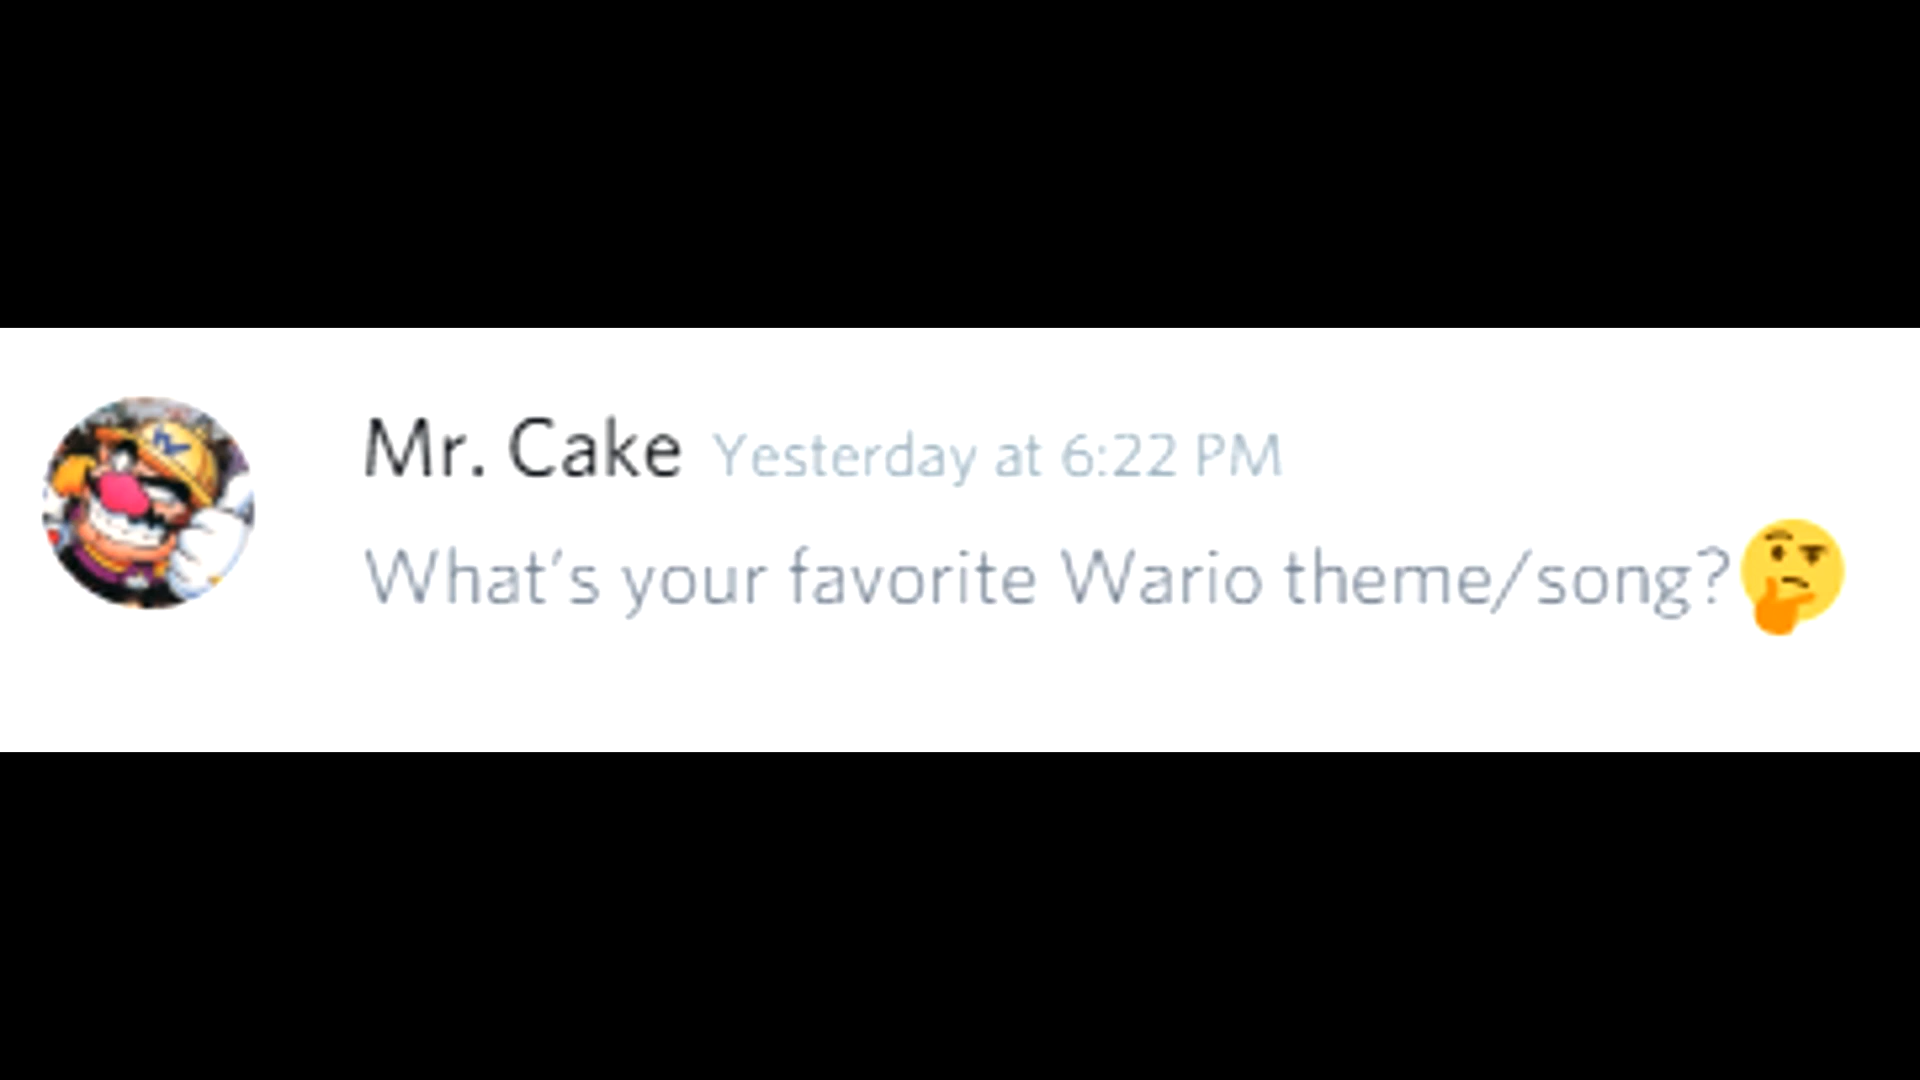 Mr. Cake Yesterday at 6:22 PM
What's your favorite Wario theme/song?🤔